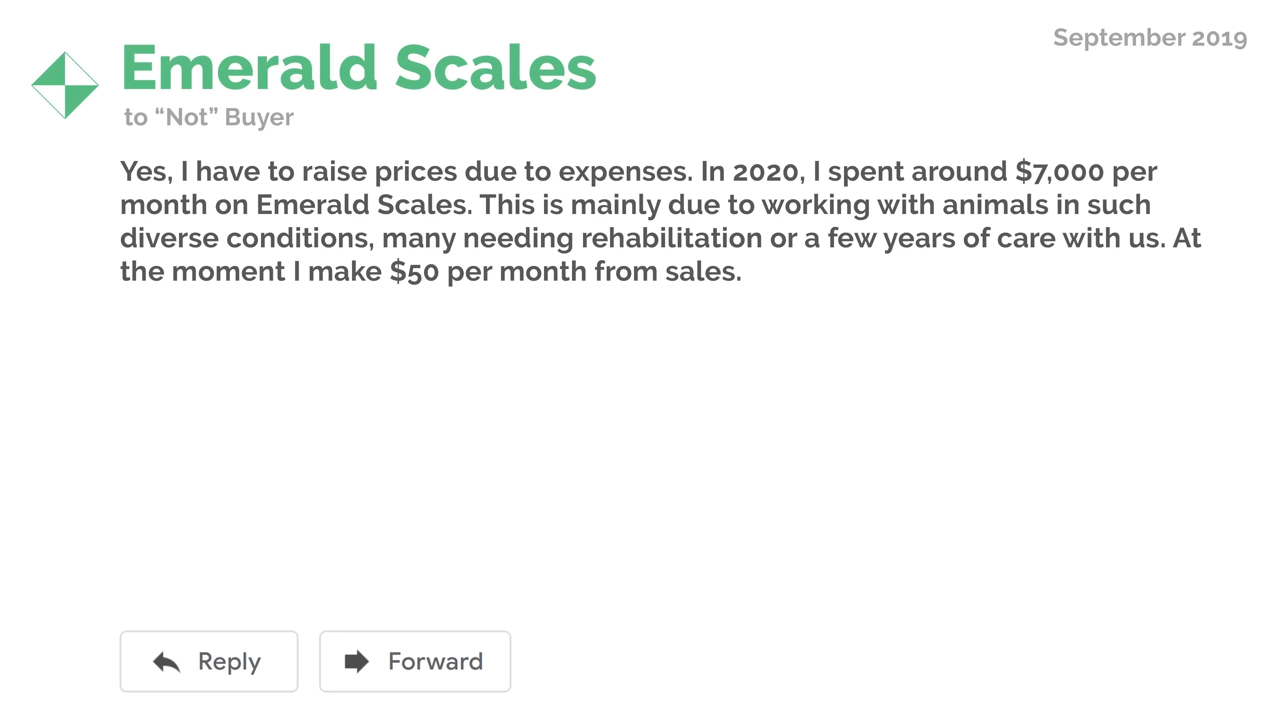 September 2019
Emerald Scales
to “Not” Buyer
Yes, I have to raise prices due to expenses. In 2020, I spent around $7,000 per
month on Emerald Scales. This is mainly due to working with animals in such
diverse conditions, many needing rehabilitation or a few years of care with us. At
the moment I make $50 per month from sales.
Reply
Forward